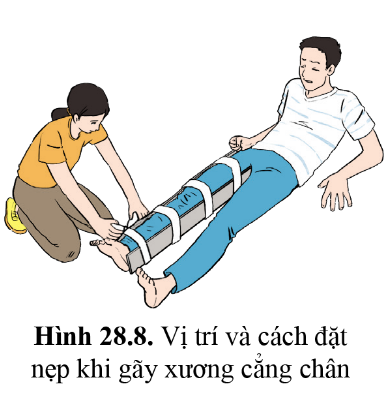 Hình 28.8. Vị trí và cách đặt
nẹp khi gãy xương cẳng chân